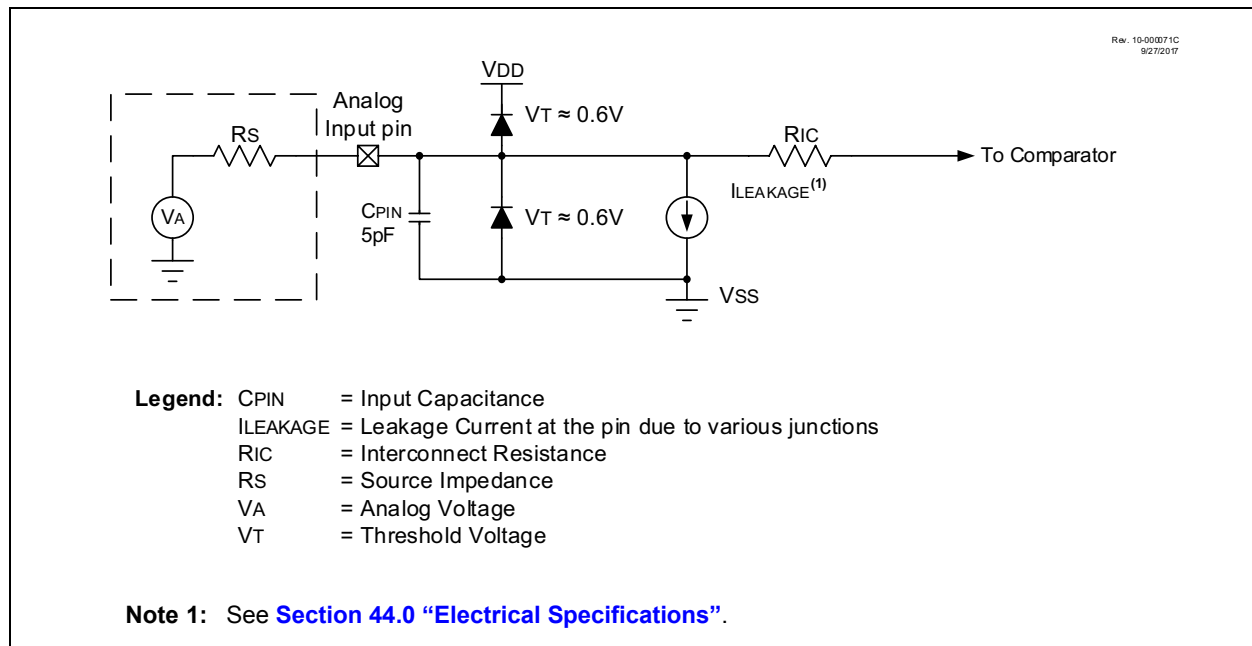 Rev. 10-000071C
9/27/2017
VDD
Analog
Input pin
VT ≈ 0.6V
RS
RIC
To Comparator
ILEAKAGE(1)
VA
CPIN
5pF
VT ≈ 0.6V
VSS
Legend: CPIN = Input Capacitance
ILEAKAGE = Leakage Current at the pin due to various junctions
RIC = Interconnect Resistance
RS = Source Impedance
VA = Analog Voltage
VT = Threshold Voltage
Note 1: See Section 44.0 “Electrical Specifications”.